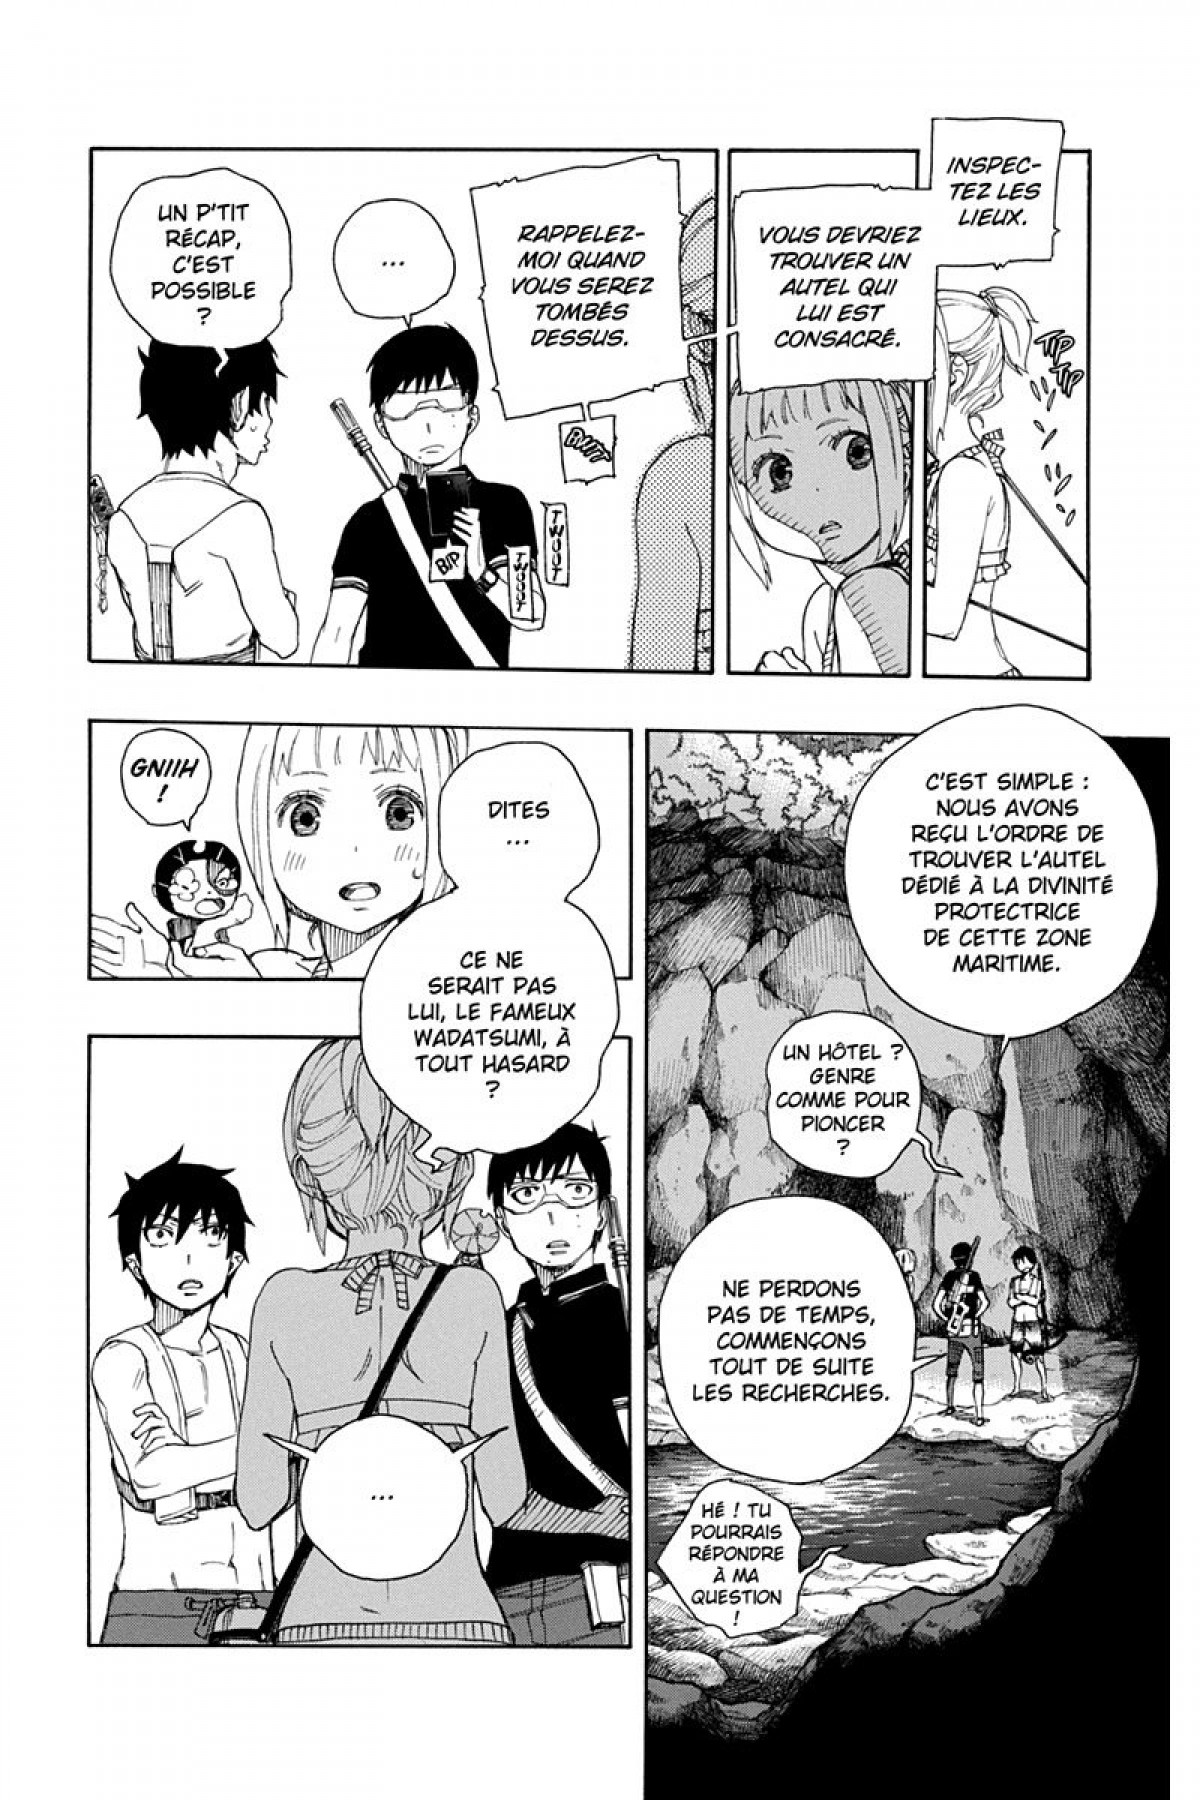 INSPEC-
TEZ LES
LIEUX.
TIP
TIP
VOUS DEVRIEZ
TROUVER UN
AUTEL QUI
LUI EST
CONSACRÉ.
RAPPELEZ-
MOI QUAND
VOUS SEREZ
TOMBÉS
DESSUS.
BVITT
TWOOT
TWOOOT
BIP
...
UN P'TIT
RÉCAP,
C'EST
POSSIBLE
?
C'EST SIMPLE :
NOUS AVONS
REÇU L'ORDRE DE
TROUVER L'AUTEL
DÉDIÉ À LA DIVINITÉ
PROTECTRICE
DE CETTE ZONE
MARITIME.
UN HÔTEL ?
GENRE
COMME POUR
PIONCER
?
NE PERDONS
PAS DE TEMPS,
COMMENÇONS
TOUT DE SUITE
LES RECHERCHES.
HÉ ! TU
POURRAIS
RÉPONDRE
À MA
QUESTION
!
DITES
...
GNIIH
!
CE NE
SERAIT PAS
LUI, LE FAMEUX
WADATSUMI, À
TOUT HASARD
?
...